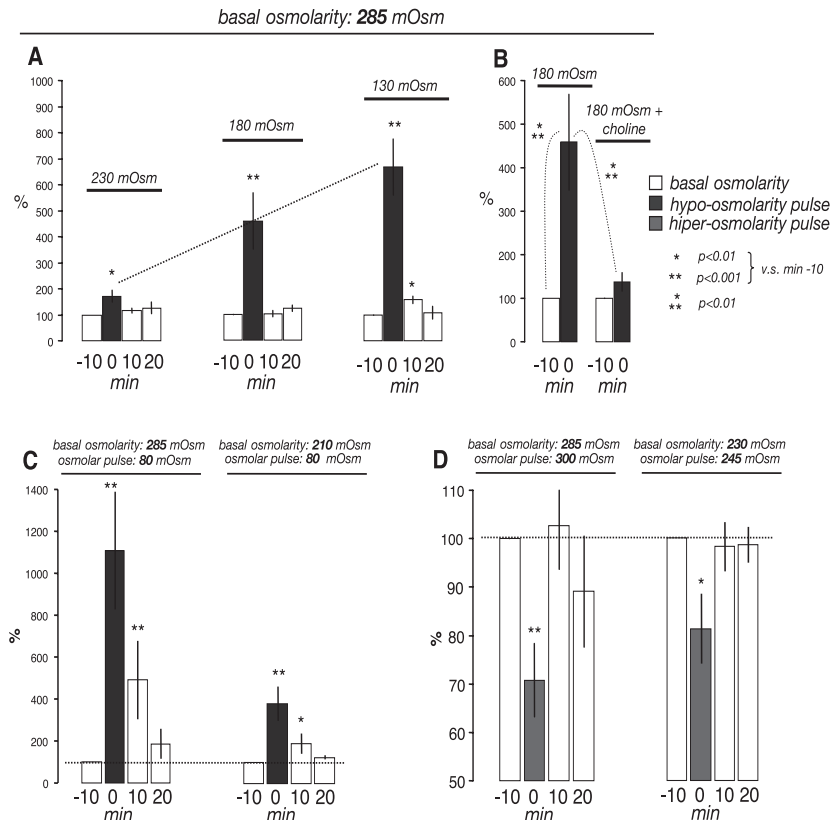 basal osmolarity: 285 mOsm
A
1000
900
800
700
600
500
400
300
200
100
0
%
230 mOsm
180 mOsm
130 mOsm
*
**
**
*
-10 0 10 20
min
-10 0 10 20
min
-10 0 10 20
min
B
600
500
400
300
200
100
0
%
180 mOsm
180 mOsm +
choline
*
**
*
**
-10 0
min
-10 0
min
basal osmolarity
hypo-osmolarity pulse
hiper-osmolarity pulse
* p<0.01
** p<0.001
v.s. min -10
*
** p<0.01
C
basal osmolarity: 285 mOsm
osmolar pulse: 80 mOsm
basal osmolarity: 210 mOsm
osmolar pulse: 80 mOsm
1400
1200
1000
800
600
400
200
0
%
**
**
**
*
-10 0 10 20
min
-10 0 10 20
min
D
basal osmolarity: 285 mOsm
osmolar pulse: 300 mOsm
basal osmolarity: 230 mOsm
osmolar pulse: 245 mOsm
110
100
90
80
70
60
50
%
**
*
-10 0 10 20
min
-10 0 10 20
min